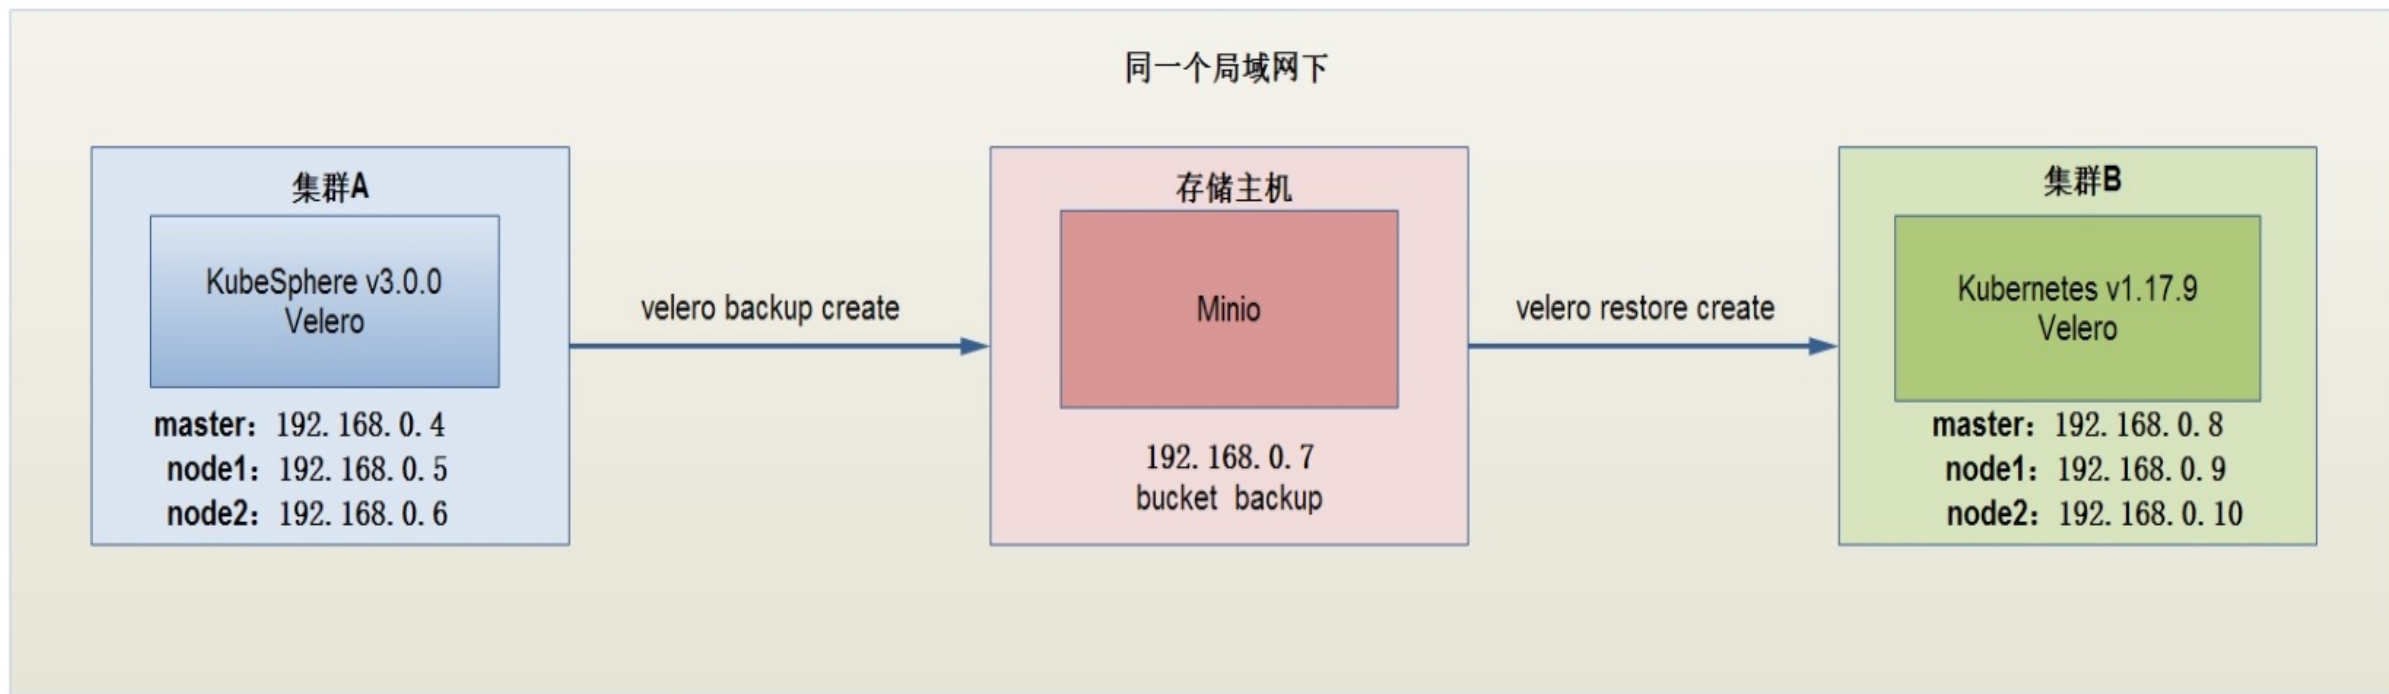 同一个局域网下
集群A
KubeSphere v3.0.0
Velero
master：192.168.0.4
node1：192.168.0.5
node2：192.168.0.6
velero backup create
存储主机
Minio
192.168.0.7
bucket backup
velero restore create
集群B
Kubernetes v1.17.9
Velero
master：192.168.0.8
node1：192.168.0.9
node2：192.168.0.10